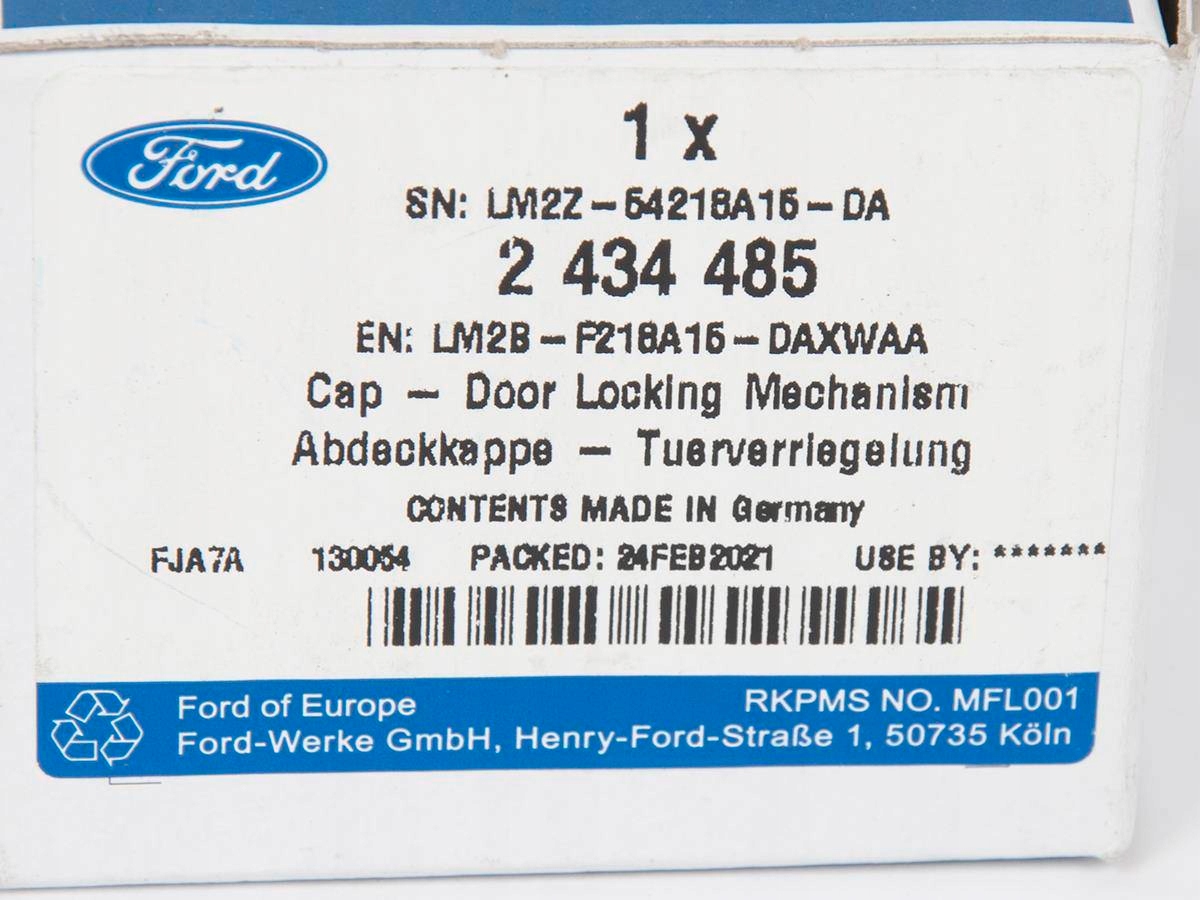 Ford
1 x
SN: LM2Z-54218A15-DA
2 434 485
EN: LM2B-F218A15-DAXWAA
Cap - Door Locking Mechanism
Abdeckkappe - Tuerverriegelung
CONTENTS MADE IN Germany
FJA7A 130054 PACKED: 24FEB2021 USE BY: *******
Ford of Europe RKPMS NO. MFL001
Ford-Werke GmbH, Henry-Ford-Straße 1, 50735 Köln